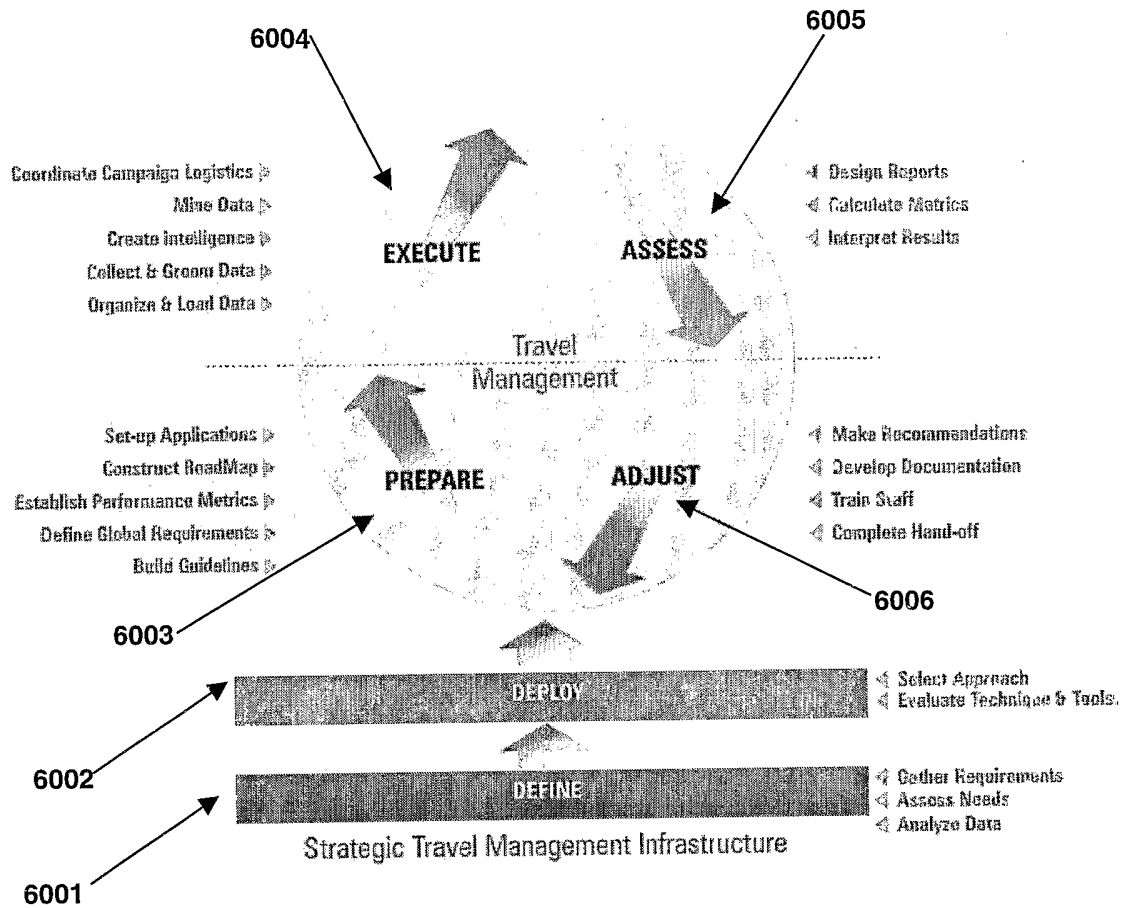 6004
6005
Coordinate Campaign Logistics
Mine Data
Create Intelligence
Collect & Groom Data
Organize & Load Data
EXECUTE
ASSESS
Design Reports
Calculate Metrics
Interpret Results
Travel
Management
Set-up Applications
Construct RoadMap
Establish Performance Metrics
Define Global Requirements
Build Guidelines
PREPARE
ADJUST
Make Recommendations
Develop Documentation
Train Staff
Complete Hand-off
6003
6006
DEPLOY
Select Approach
Evaluate Technique & Tools
6002
DEFINE
Gather Requirements
Assess Needs
Analyze Data
Strategic Travel Management Infrastructure
6001